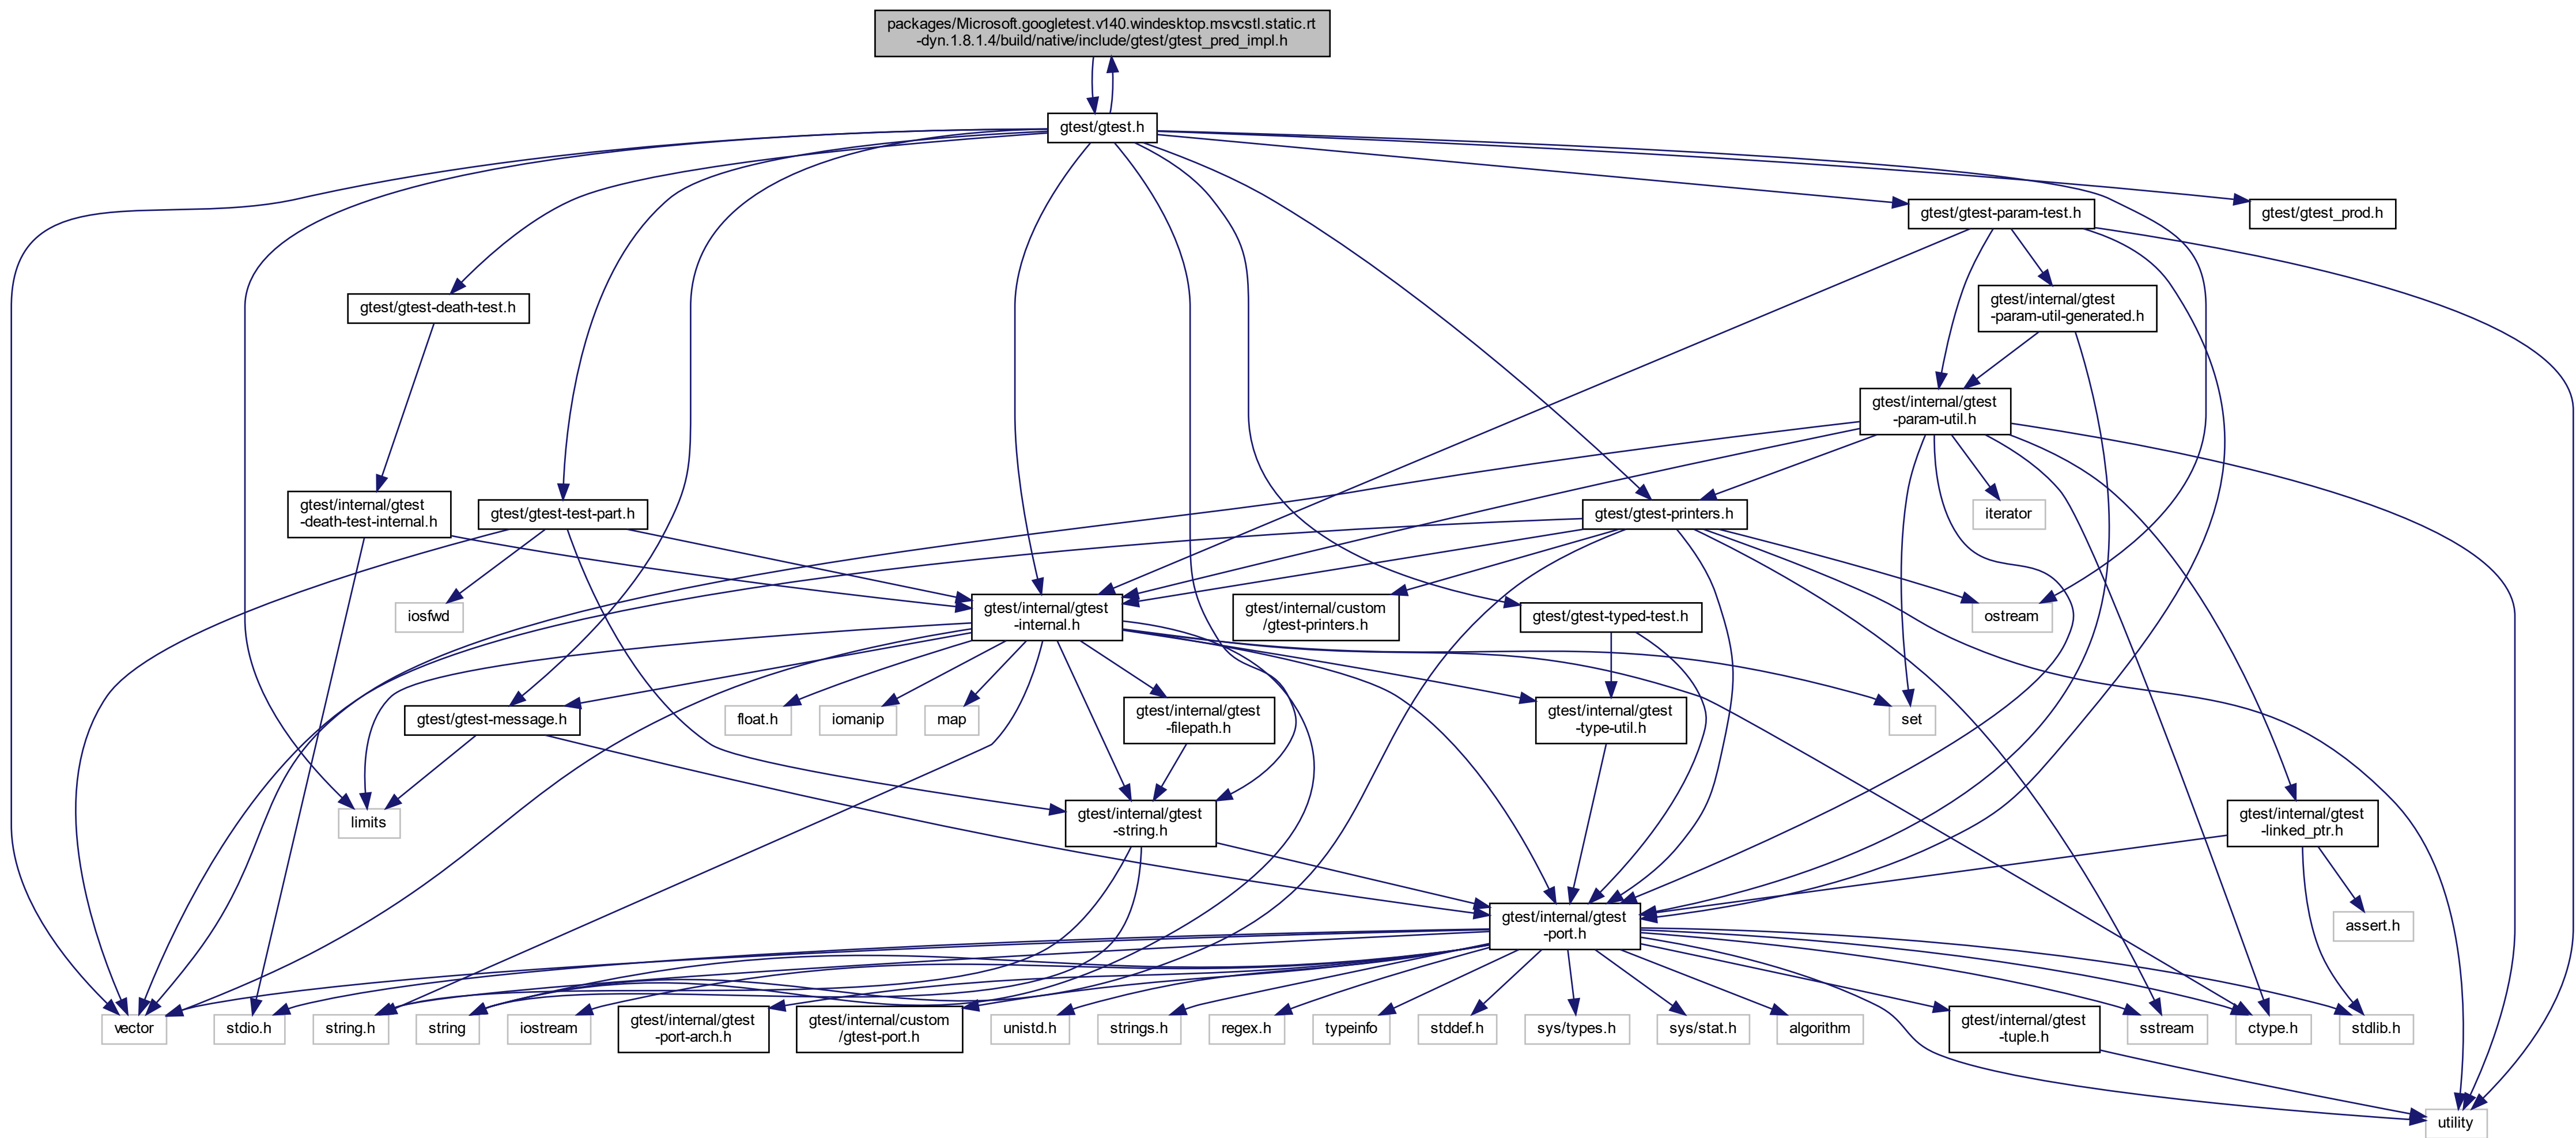 packages/Microsoft.googletest.v140.windesktop.msvcstl.static.rt
-dyn.1.8.1.4/build/native/include/gtest/gtest_pred_impl.h
gtest/gtest.h
gtest/gtest-param-test.h
gtest/gtest_prod.h
gtest/gtest-death-test.h
gtest/internal/gtest
-param-util-generated.h
gtest/internal/gtest
-param-util.h
gtest/internal/gtest
-death-test-internal.h
gtest/gtest-test-part.h
gtest/gtest-printers.h
iterator
iosfwd
gtest/internal/gtest
-internal.h
gtest/internal/custom
/gtest-printers.h
gtest/gtest-typed-test.h
ostream
gtest/gtest-message.h
float.h
iomanip
map
gtest/internal/gtest
-filepath.h
gtest/internal/gtest
-type-util.h
set
limits
gtest/internal/gtest
-string.h
gtest/internal/gtest
-linked_ptr.h
gtest/internal/gtest
-port.h
assert.h
vector
stdio.h
string.h
string
iostream
gtest/internal/gtest
-port-arch.h
gtest/internal/custom
/gtest-port.h
unistd.h
strings.h
regex.h
typeinfo
stddef.h
sys/types.h
sys/stat.h
algorithm
gtest/internal/gtest
-tuple.h
sstream
ctype.h
stdlib.h
utility